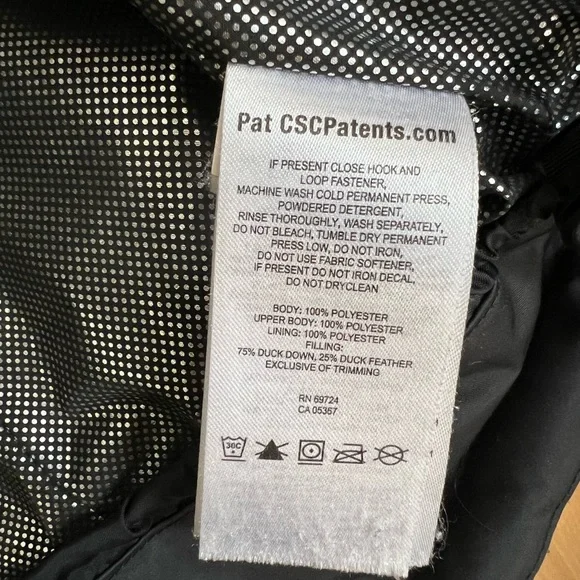 Pat CSCPatents.com
IF PRESENT CLOSE HOOK AND
LOOP FASTENER,
MACHINE WASH COLD PERMANENT PRESS,
POWDERED DETERGENT,
RINSE THOROUGHLY, WASH SEPARATELY,
DO NOT BLEACH, TUMBLE DRY PERMANENT
PRESS LOW, DO NOT IRON,
DO NOT USE FABRIC SOFTENER,
IF PRESENT DO NOT IRON DECAL,
DO NOT DRYCLEAN
BODY: 100% POLYESTER
UPPER BODY: 100% POLYESTER
LINING: 100% POLYESTER
FILLING:
75% DUCK DOWN, 25% DUCK FEATHER
EXCLUSIVE OF TRIMMING
RN 69724
CA 05367
30C